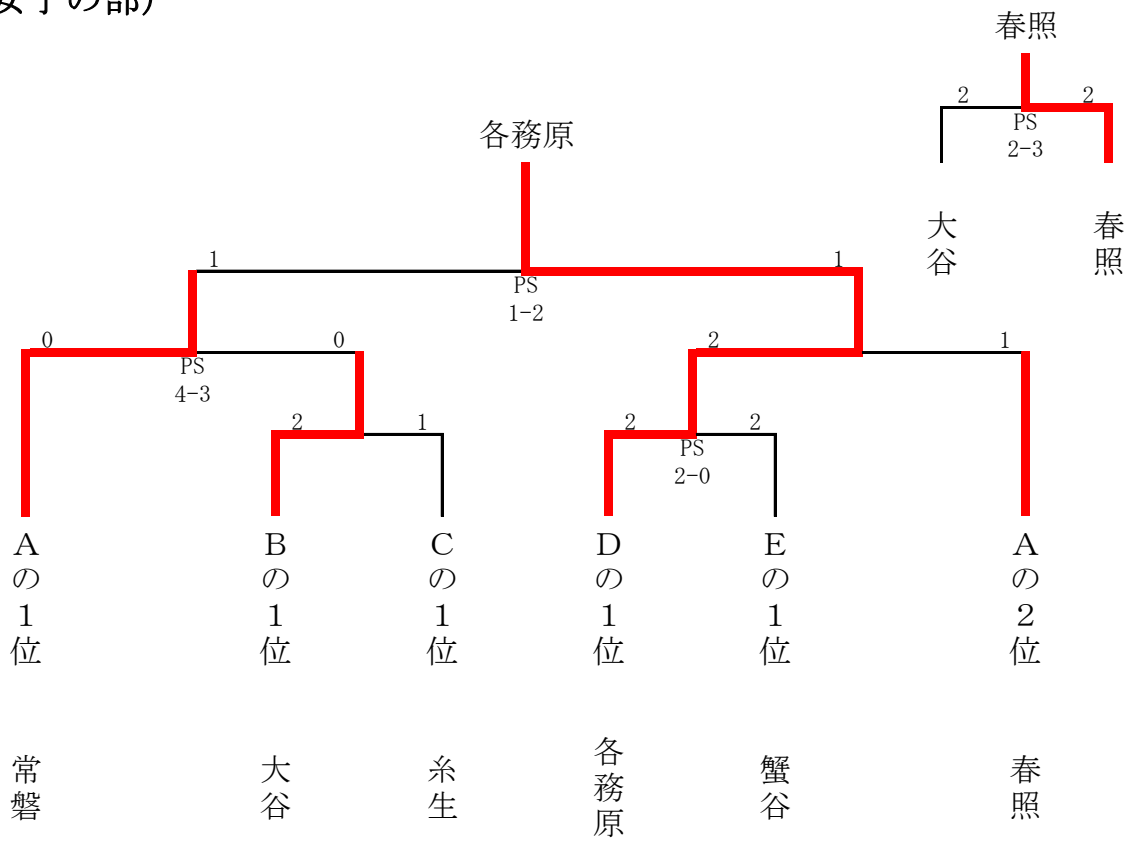 女子の部)
春照
2 2
PS
2-3
大谷
春照
各務原
1 1
PS
1-2
0 0
PS
4-3
2 1
2 1
2 2
PS
2-0
Aの1位
Bの1位
Cの1位
Dの1位
Eの1位
Aの2位
常磐
大谷
糸生
各務原
蟹谷
春照